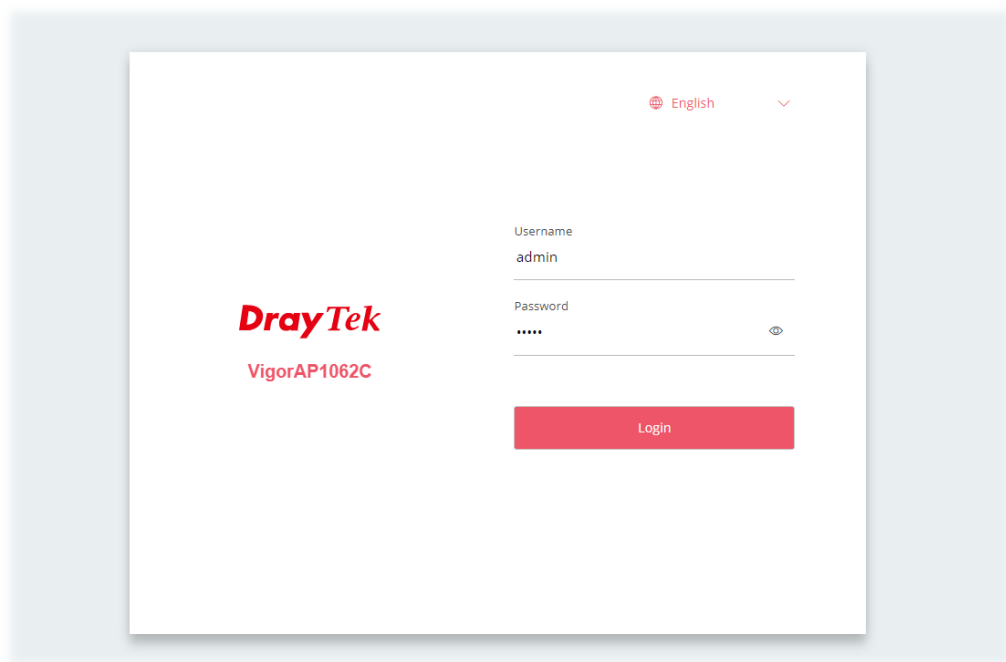 English
Username
admin
Password
•••••
DrayTek
VigorAP1062C
Login